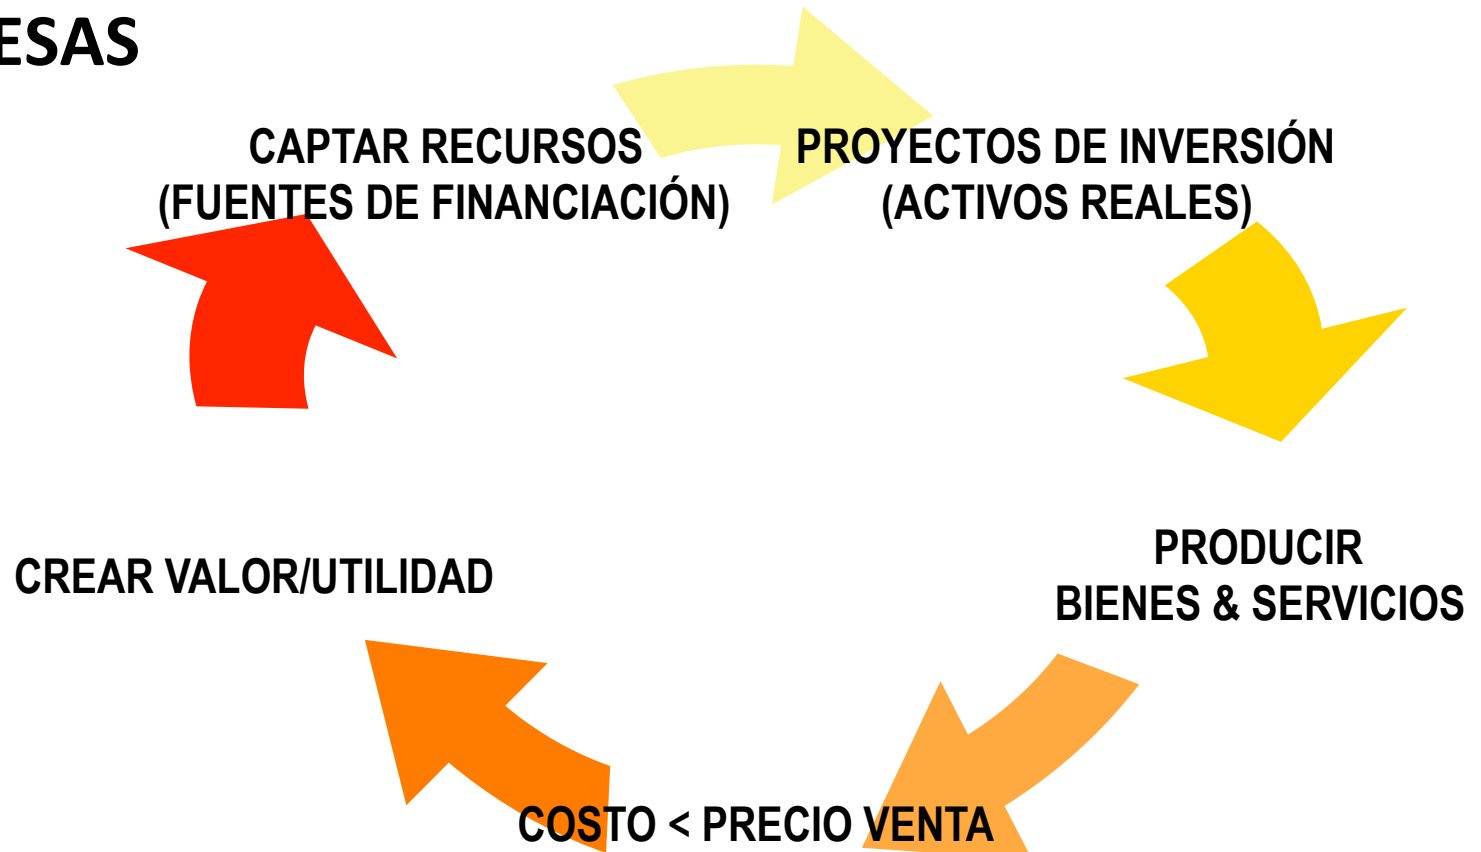 ESAS
CAPTAR RECURSOS
(FUENTES DE FINANCIACIÓN)
PROYECTOS DE INVERSIÓN
(ACTIVOS REALES)
PRODUCIR
BIENES & SERVICIOS
COSTO < PRECIO VENTA
CREAR VALOR/UTILIDAD